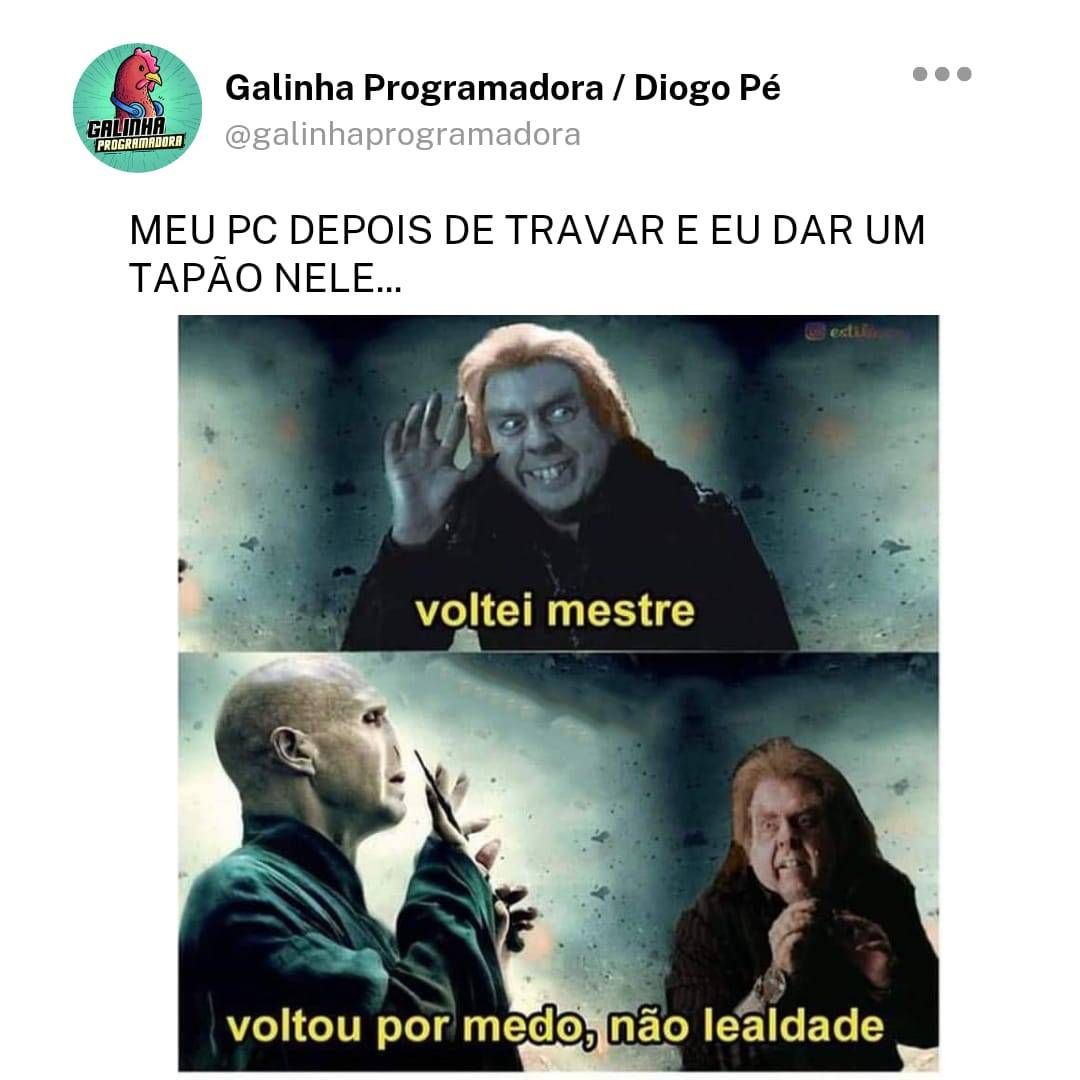 GALINHA
PROGRAMADORA
Galinha Programadora / Diogo Pé
@galinhaprogramadora
MEU PC DEPOIS DE TRAVAR E EU DAR UM
TAPÃO NELE...
voltei mestre
voltou por medo, não lealdade